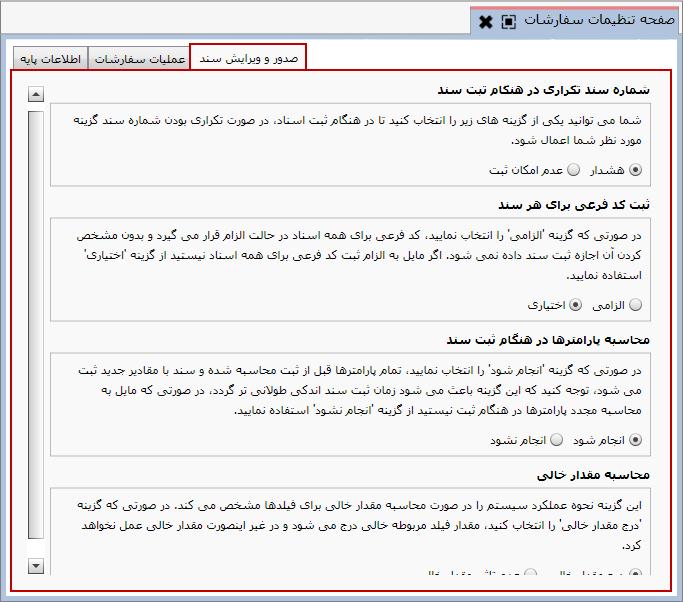 صفحه تنظیمات سفارشات
صدور و ویرایش سند
عملیات سفارشات
اطلاعات پایه
شماره سند تکراری در هنگام ثبت سند
شما می توانید یکی از گزینه های زیر را انتخاب کنید تا در هنگام ثبت اسناد، در صورت تکراری بودن شماره سند گزینه
مورد نظر شما اعمال شود.
هشدار
عدم امکان ثبت
ثبت کد فرعی برای هر سند
در صورتی که گزینه 'الزامی' را انتخاب نمایید، کد فرعی برای همه اسناد در حالت الزام قرار می گیرد و بدون مشخص
کردن آن اجازه ثبت سند داده نمی شود. اگر مایل به الزام ثبت کد فرعی برای همه اسناد نیستید از گزینه 'اختیاری'
استفاده نمایید.
الزامی
اختیاری
محاسبه پارامترها در هنگام ثبت سند
در صورتی که گزینه 'انجام شود' را انتخاب نمایید، تمام پارامترها قبل از ثبت محاسبه شده و سند با مقادیر جدید ثبت
می شود، توجه کنید که این گزینه باعث می شود زمان ثبت سند اندکی طولانی تر گردد، در صورتی که مایل به
محاسبه مجدد پارامترها در هنگام ثبت نیستید از گزینه 'انجام نشود' استفاده نمایید.
انجام شود
انجام نشود
محاسبه مقدار خالی
این گزینه نحوه عملکرد سیستم را در صورت محاسبه مقدار خالی برای فیلدها مشخص می کند. در صورتی که گزینه
'درج مقدار خالی' را انتخاب کنید، مقدار فیلد مربوطه خالی درج می شود و در غیر اینصورت مقدار خالی عمل نخواهد
کرد.